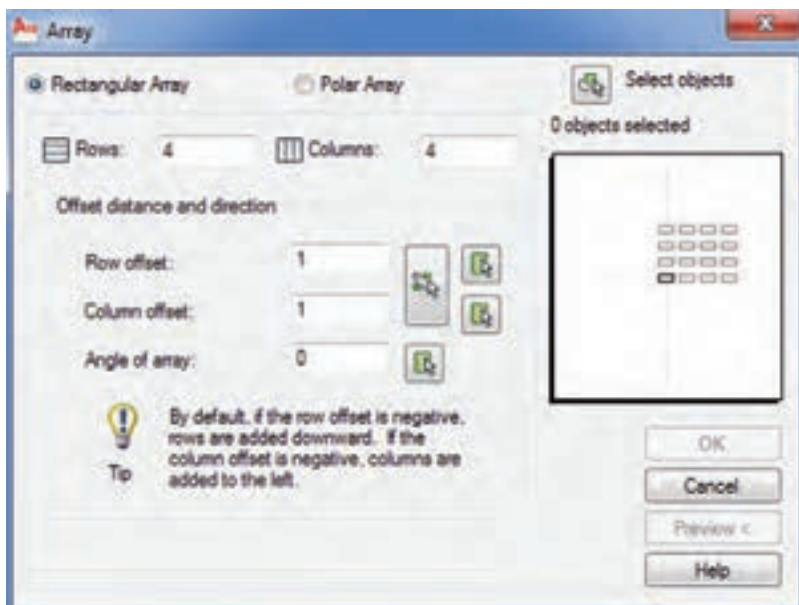 Array
Rectangular Array
Polar Array
Select objects
0 objects selected
Rows: 4
Columns: 4
Offset distance and direction
Row offset: 1
Column offset: 1
Angle of array: 0
Tip
By default, if the row offset is negative,
rows are added downward. If the
column offset is negative, columns are
added to the left.
OK
Cancel
Preview <
Help